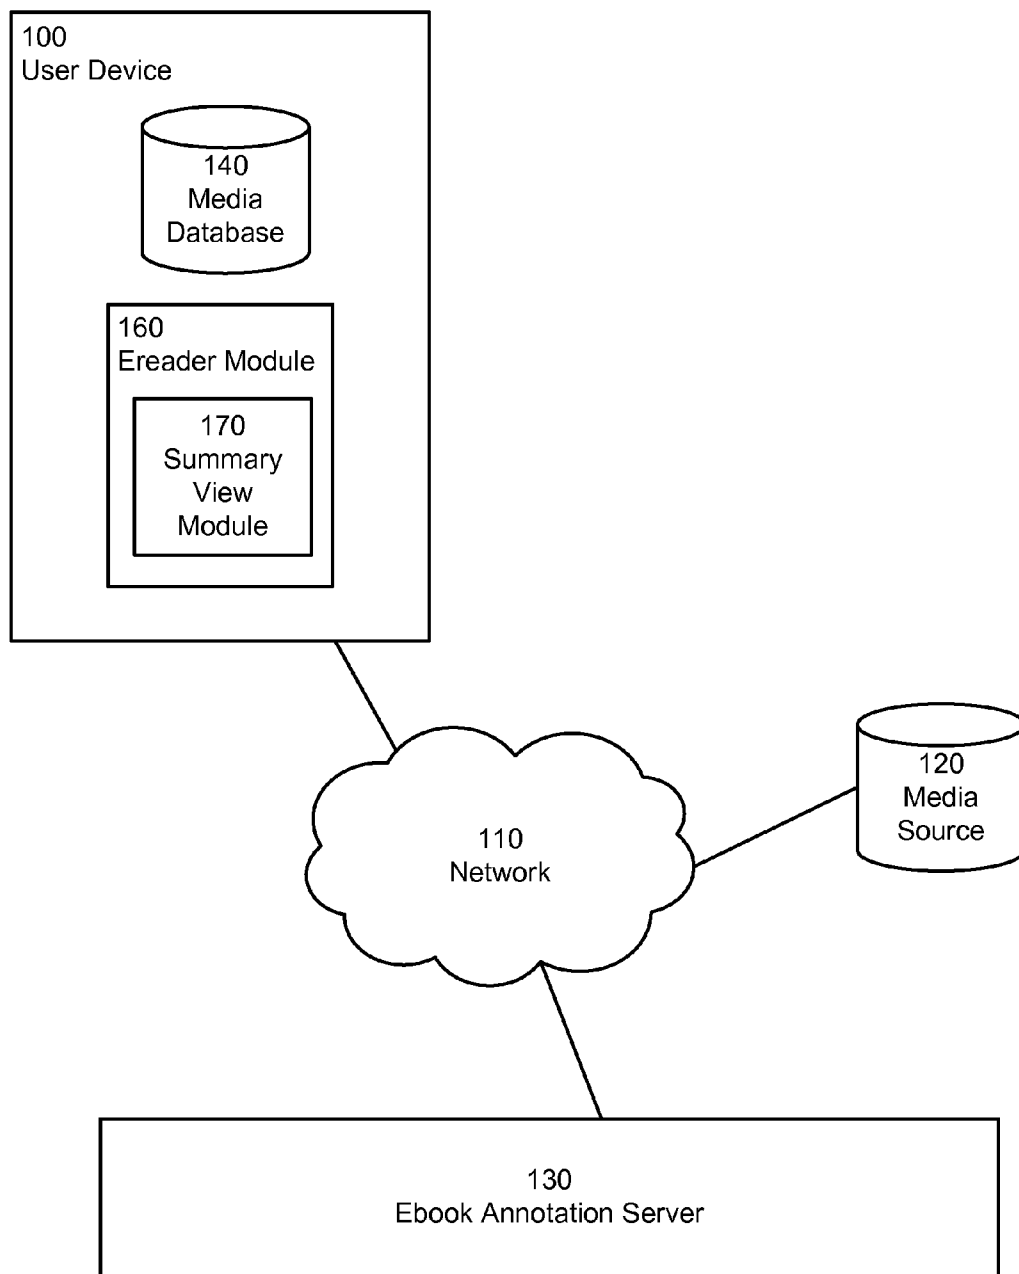 100
User Device
140
Media
Database
160
Ereader Module
170
Summary
View
Module
110
Network
120
Media
Source
130
Ebook Annotation Server